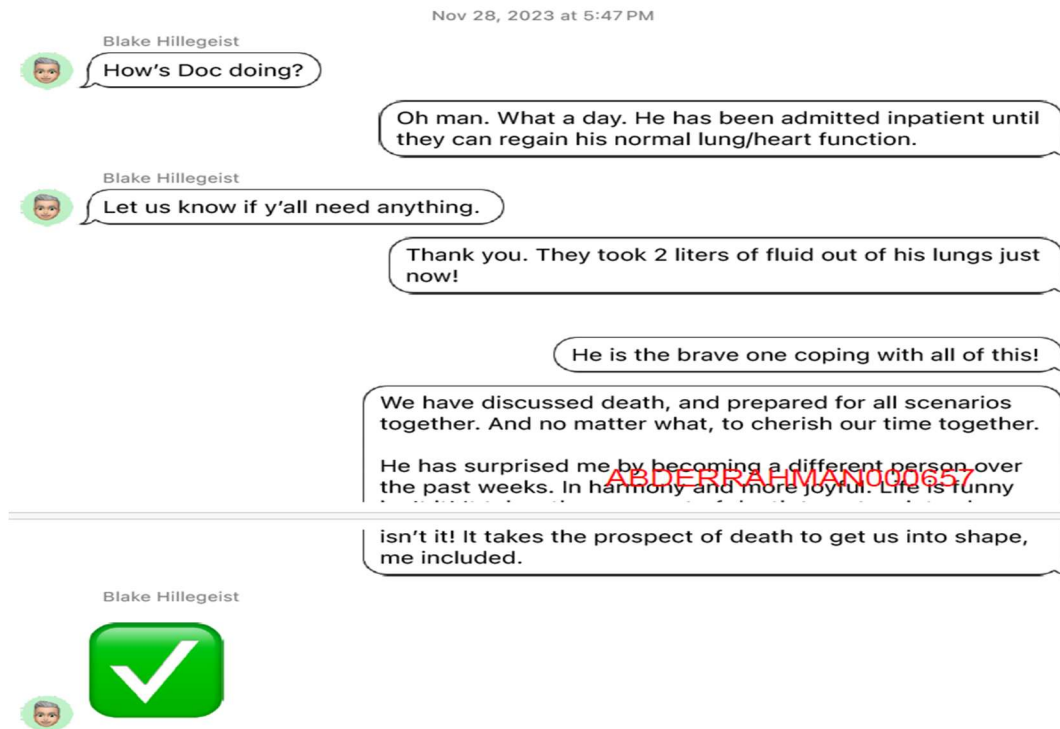 Nov 28, 2023 at 5:47 PM
Blake Hillegeist
How's Doc doing?
Oh man. What a day. He has been admitted inpatient until
they can regain his normal lung/heart function.
Blake Hillegeist
Let us know if y'all need anything.
Thank you. They took 2 liters of fluid out of his lungs just
now!
He is the brave one coping with all of this!
We have discussed death, and prepared for all scenarios
together. And no matter what, to cherish our time together.
He has surprised me by becoming a different person over
the past weeks. In harmony and more joyful. Life is funny
ABDERRAHMAN000657
isn't it! It takes the prospect of death to get us into shape,
me included.
Blake Hillegeist